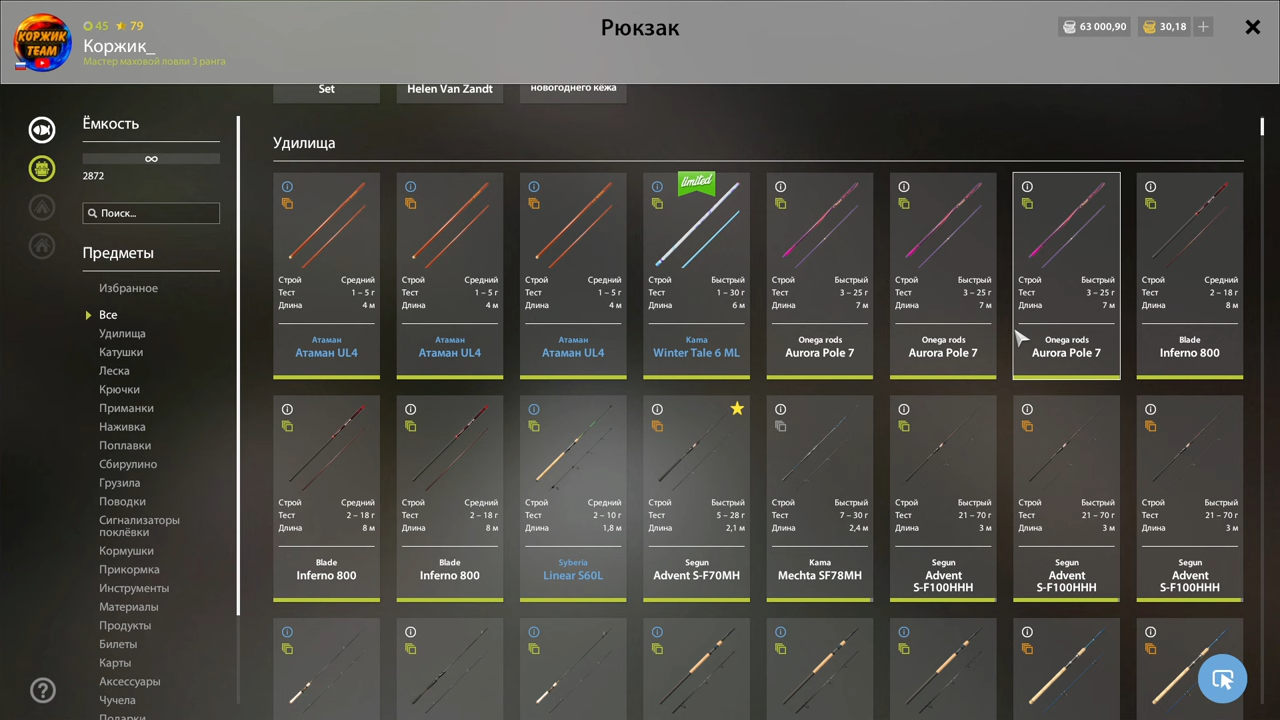 45 79
Рюкзак
63 000,90 30,18 +
КОРЖИК
TEAM
Коржик_
Мастер маховой ловли 3 ранга
Set
Helen Van Zandt
новогоднего кёжа
Ёмкость
∞
2872
Поиск...
Предметы
Избранное
Все
Удилища
Катушки
Леска
Крючки
Приманки
Наживка
Поплавки
Сбирулино
Грузила
Поводки
Сигнализаторы
поклёвки
Кормушки
Прикормка
Инструменты
Материалы
Продукты
Билеты
Карты
Аксессуары
Чучела
Подарки
?
Удилища
Строй Средний
Тест 1 – 5 г
Длина 4 м
Атаман
Атаман UL4
Строй Средний
Тест 1 – 5 г
Длина 4 м
Атаман
Атаман UL4
Строй Средний
Тест 1 – 5 г
Длина 4 м
Атаман
Атаман UL4
limited
Строй Быстрый
Тест 1 – 30 г
Длина 6 м
Kama
Winter Tale 6 ML
Строй Быстрый
Тест 3 – 25 г
Длина 7 м
Onega rods
Aurora Pole 7
Строй Быстрый
Тест 3 – 25 г
Длина 7 м
Onega rods
Aurora Pole 7
Строй Быстрый
Тест 3 – 25 г
Длина 7 м
Onega rods
Aurora Pole 7
Строй Средний
Тест 2 – 18 г
Длина 8 м
Blade
Inferno 800
Строй Средний
Тест 2 – 18 г
Длина 8 м
Blade
Inferno 800
Строй Средний
Тест 2 – 18 г
Длина 8 м
Blade
Inferno 800
Строй Средний
Тест 2 – 10 г
Длина 1,8 м
Syberia
Linear S60L
Строй Быстрый
Тест 5 – 28 г
Длина 2,1 м
Segun
Advent S-F70MH
Строй Быстрый
Тест 7 – 30 г
Длина 2,4 м
Kama
Mechta SF78MH
Строй Быстрый
Тест 21 – 70 г
Длина 3 м
Segun
Advent
S-F100HHH
Строй Быстрый
Тест 21 – 70 г
Длина 3 м
Segun
Advent
S-F100HHH
Строй Быстрый
Тест 21 – 70 г
Длина 3 м
Segun
Advent
S-F100HHH